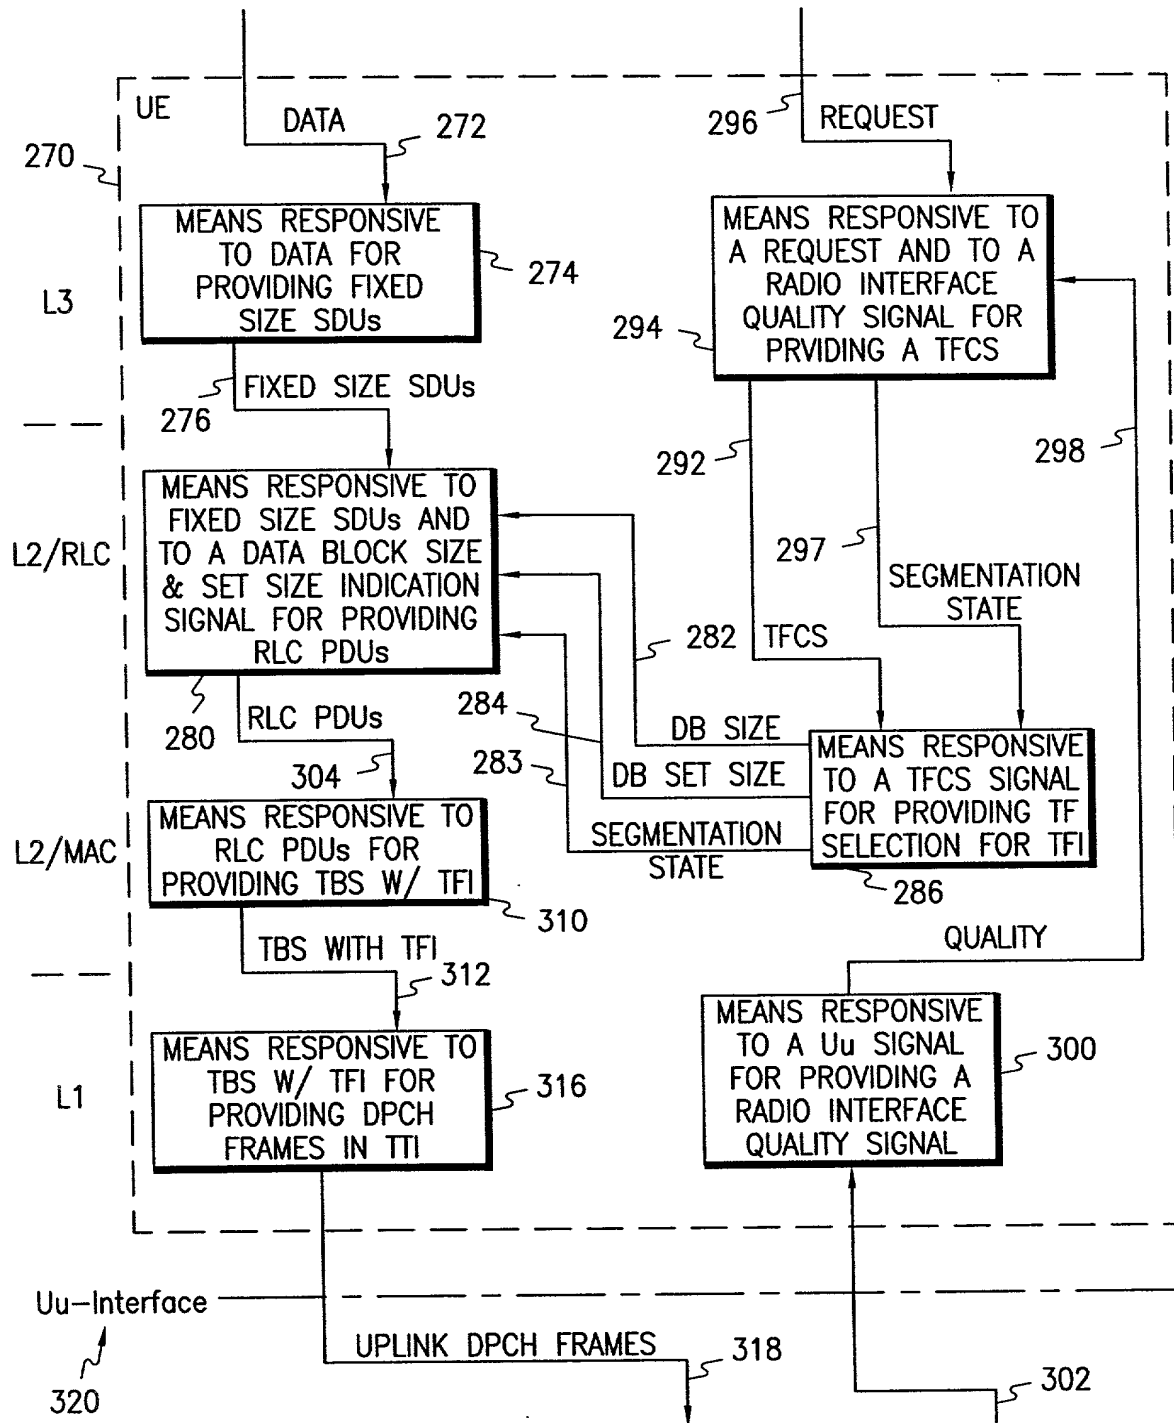 UE
DATA
272
296
REQUEST
270
MEANS RESPONSIVE
TO DATA FOR
PROVIDING FIXED
SIZE SDUs
274
L3
MEANS RESPONSIVE TO
A REQUEST AND TO A
RADIO INTERFACE
QUALITY SIGNAL FOR
PRVIDING A TFCS
294
FIXED SIZE SDUs
276
292
298
L2/RLC
MEANS RESPONSIVE TO
FIXED SIZE SDUs AND
TO A DATA BLOCK SIZE
& SET SIZE INDICATION
SIGNAL FOR PROVIDING
RLC PDUs
297
SEGMENTATION
STATE
282
TFCS
280
RLC PDUs
284
304
283
DB SIZE
DB SET SIZE
SEGMENTATION
STATE
MEANS RESPONSIVE
TO A TFCS SIGNAL
FOR PROVIDING TF
SELECTION FOR TFI
286
L2/MAC
MEANS RESPONSIVE TO
RLC PDUs FOR
PROVIDING TBS W/ TFI
310
QUALITY
TBS WITH TFI
312
L1
MEANS RESPONSIVE TO
TBS W/ TFI FOR
PROVIDING DPCH
FRAMES IN TTI
316
MEANS RESPONSIVE
TO A Uu SIGNAL
FOR PROVIDING A
RADIO INTERFACE
QUALITY SIGNAL
300
Uu-Interface
320
UPLINK DPCH FRAMES
318
302